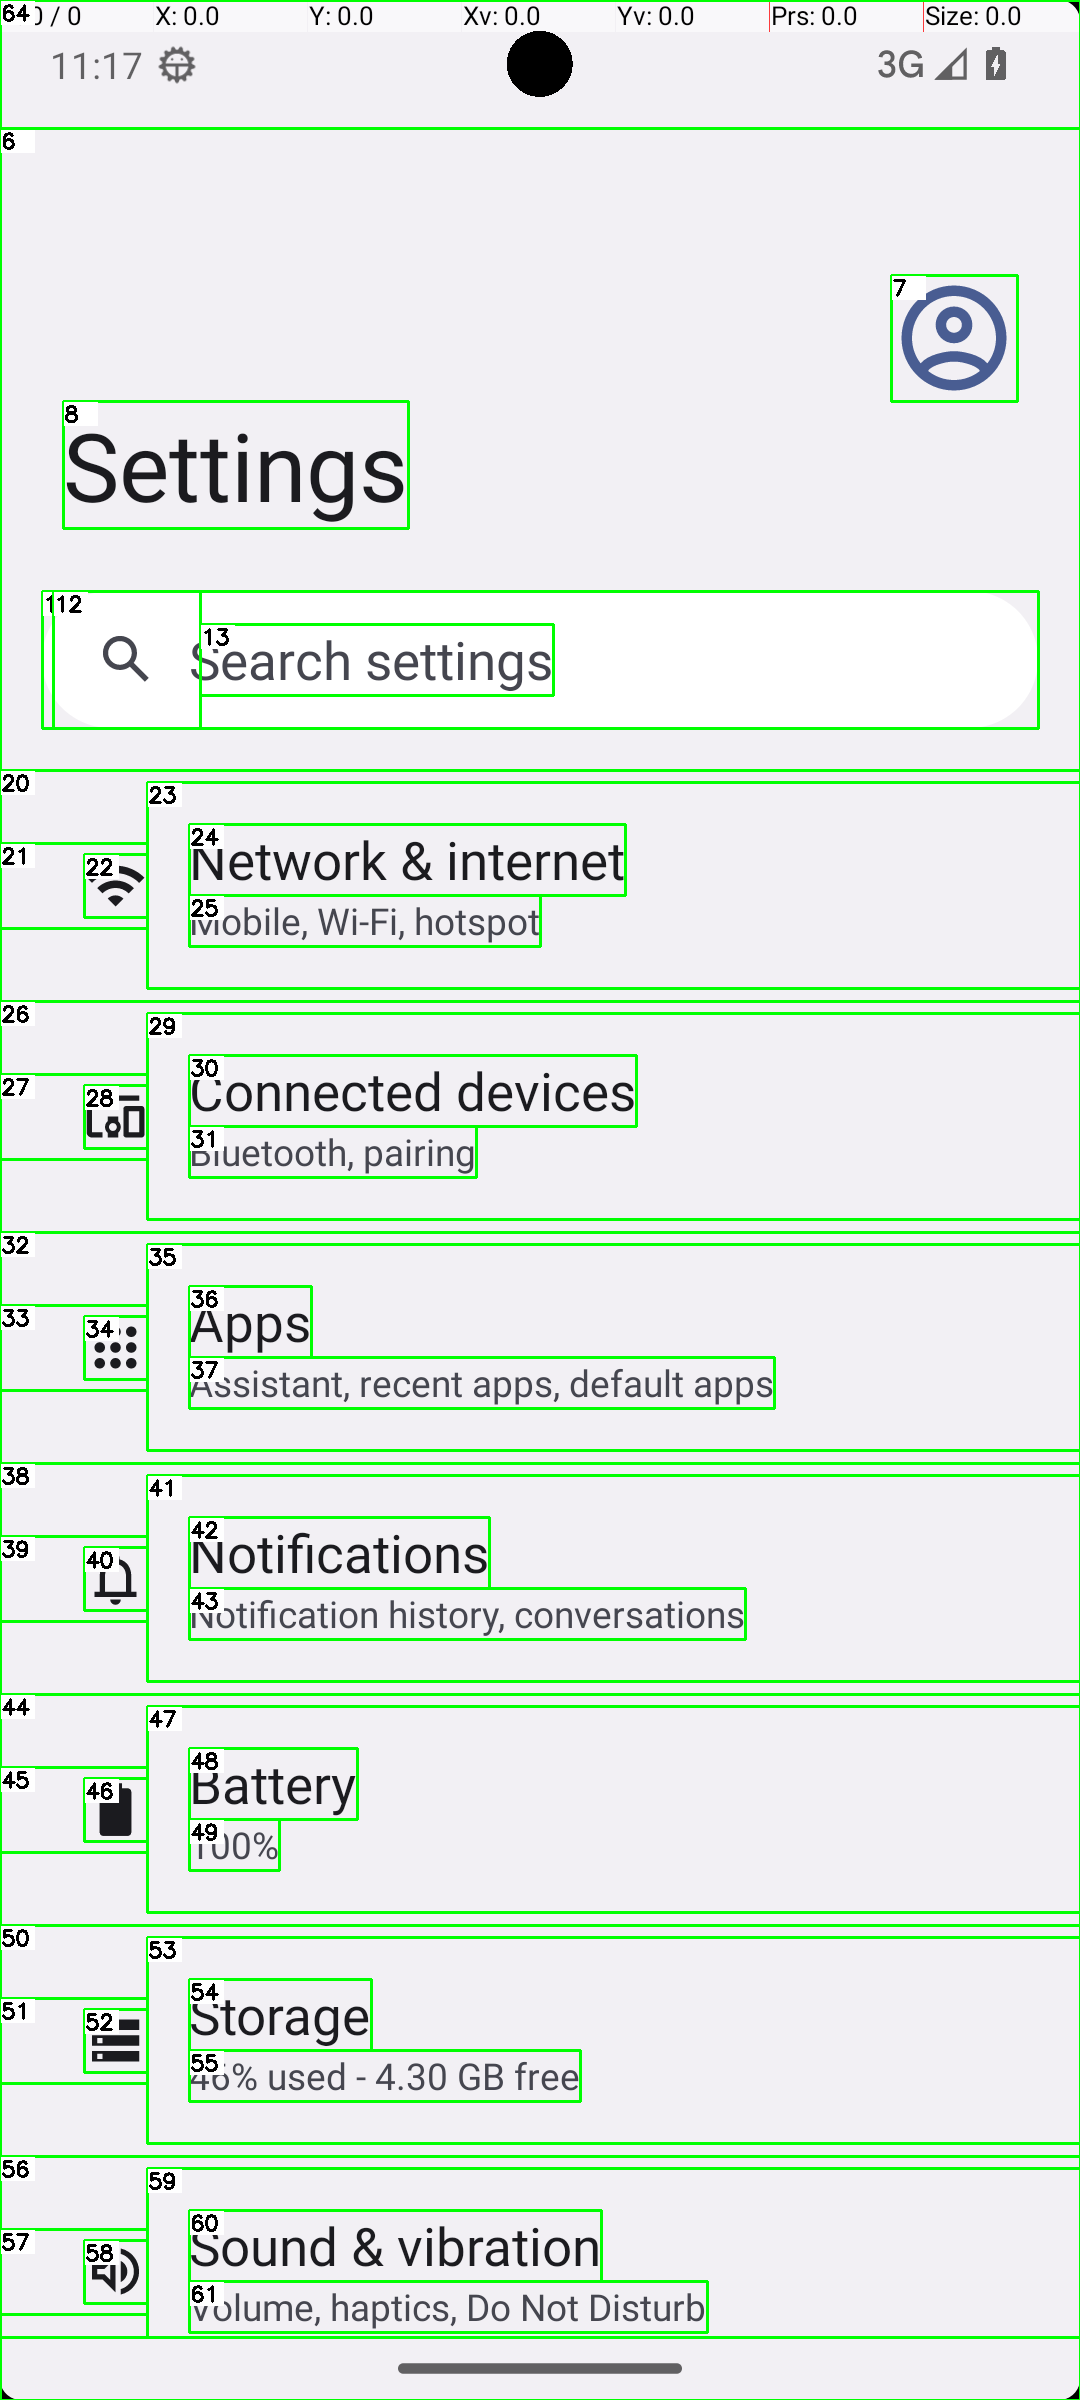 64 0 / 0 X: 0.0 Y: 0.0 Xv: 0.0 Yv: 0.0 Prs: 0.0 Size: 0.0
11:17 3G
6
7
8
Settings
112
13
Search settings
20
23
24
Network & internet
21
22
25
Mobile, Wi-Fi, hotspot
26
29
30
Connected devices
27
28
31
Bluetooth, pairing
32
35
36
Apps
33
34
37
Assistant, recent apps, default apps
38
41
42
Notifications
39
40
43
Notification history, conversations
44
47
48
Battery
45
46
49
100%
50
53
54
Storage
51
52
55
46% used - 4.30 GB free
56
59
60
Sound & vibration
57
58
61
Volume, haptics, Do Not Disturb